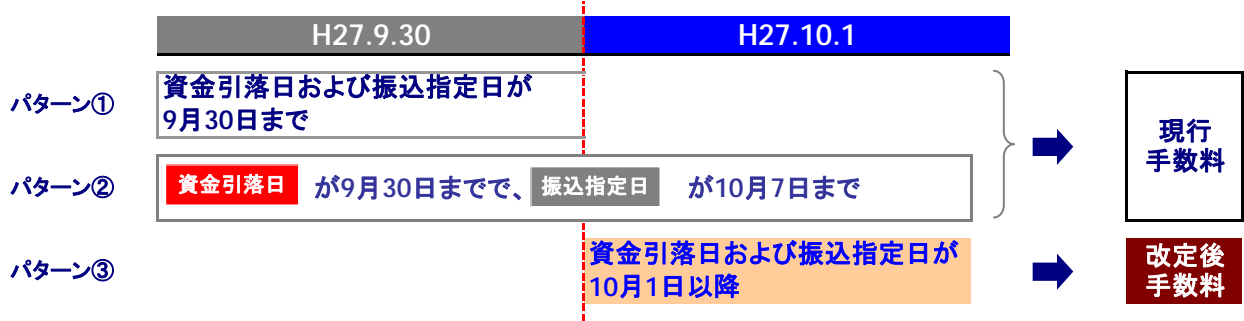 H27.9.30
H27.10.1
パターン①
資金引落日および振込指定日が
9月30日まで
パターン②
資金引落日 が9月30日までで、 振込指定日 が10月7日まで
現行
手数料
パターン③
資金引落日および振込指定日が
10月1日以降
改定後
手数料